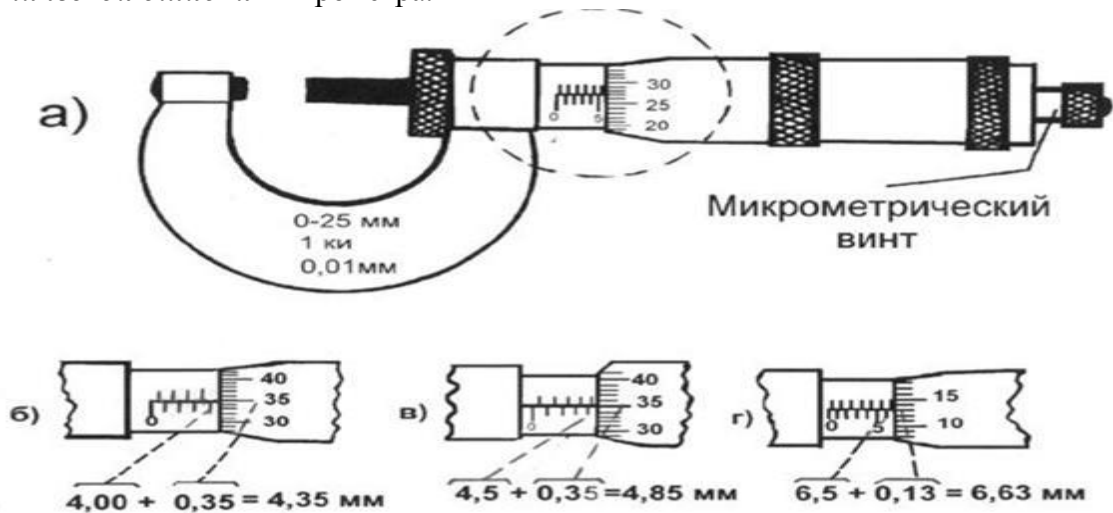 а)
30
25
20
0 5
0-25 мм
1 ки
0,01мм
Микрометрический
винт
б)
0
40
35
30
4,00 + 0,35 = 4,35 мм
в)
0
40
35
30
4,5 + 0,35=4,85 мм
г)
0 5
15
10
6,5 + 0,13 = 6,63 мм